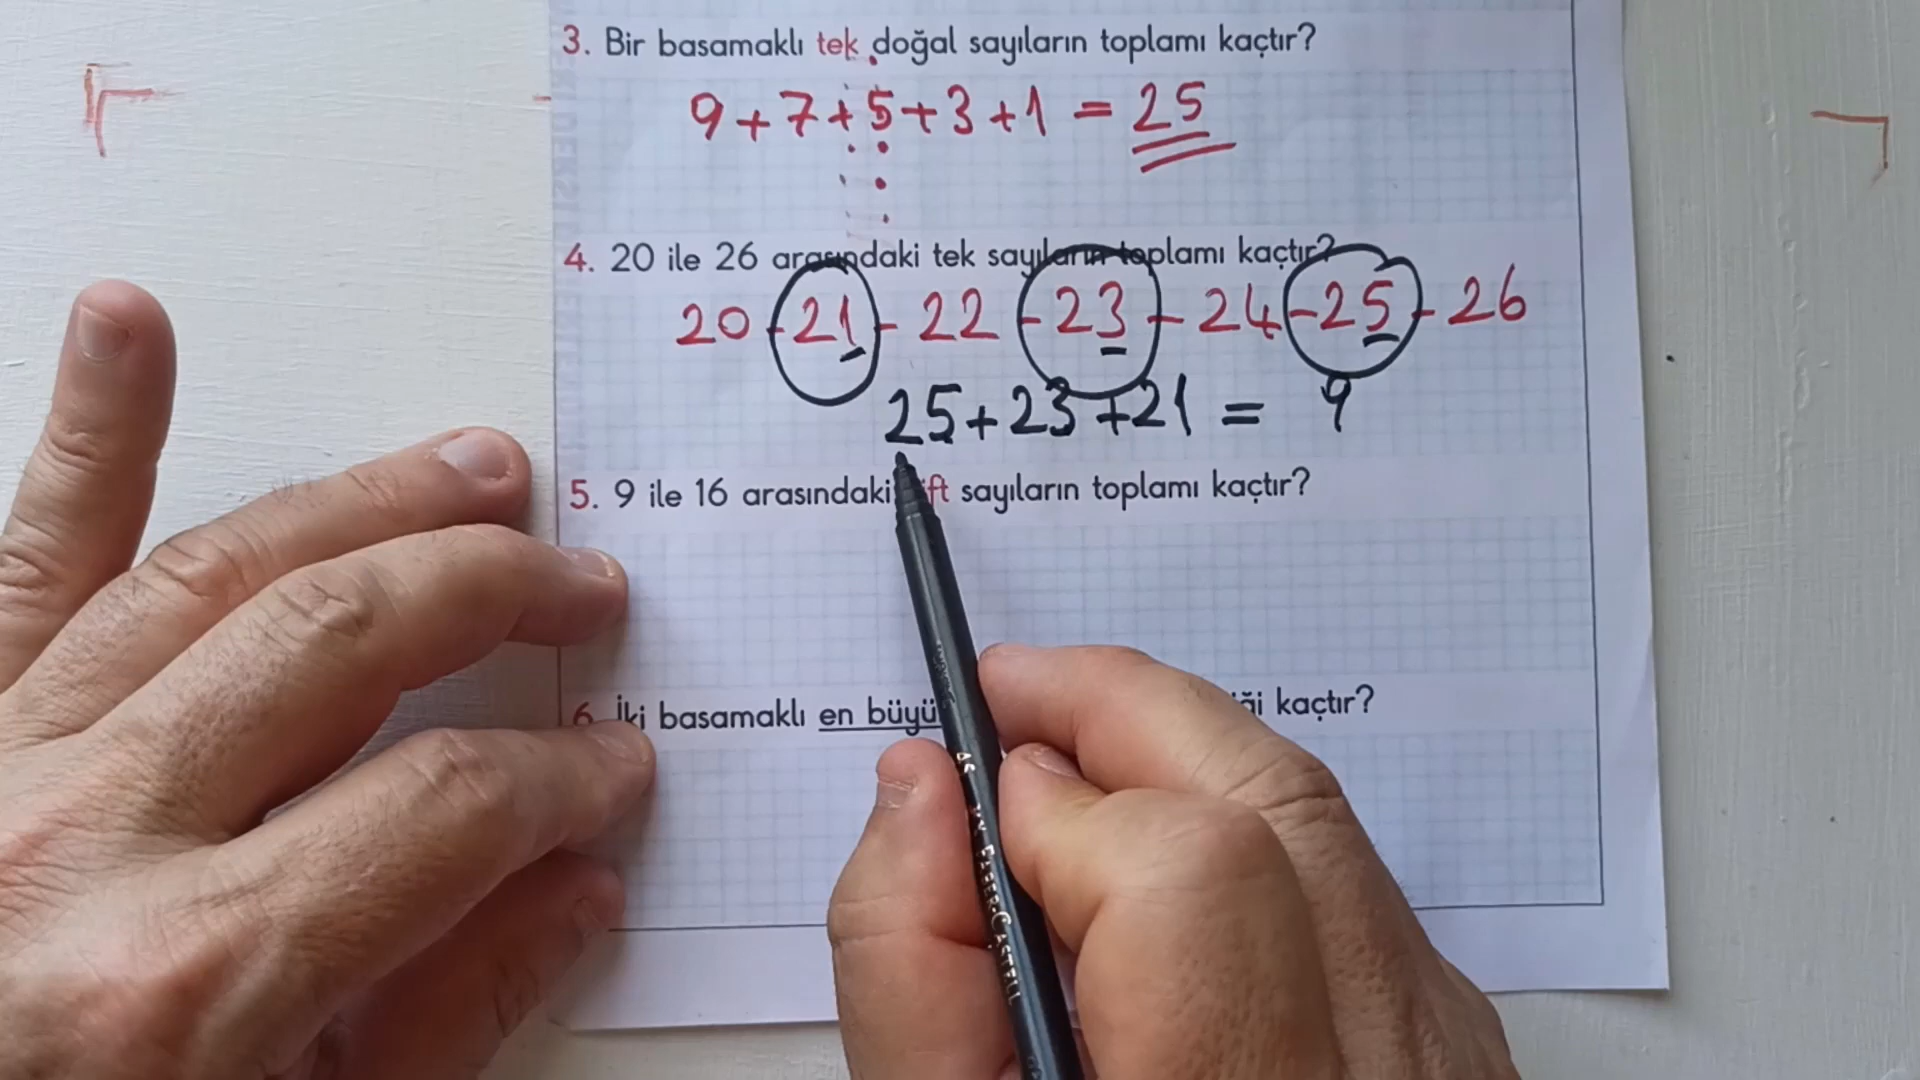 3. Bir basamaklı tek doğal sayıların toplamı kaçtır?
9+7+5+3+1 = 25
4. 20 ile 26 arasındaki tek sayıların toplamı kaçtır?
20-21-22-23-24-25-26
25+23+21 = 9
5. 9 ile 16 arasındaki sayıların toplamı kaçtır?
6. İki basamaklı en kaçtır?
FABER-CASTELL